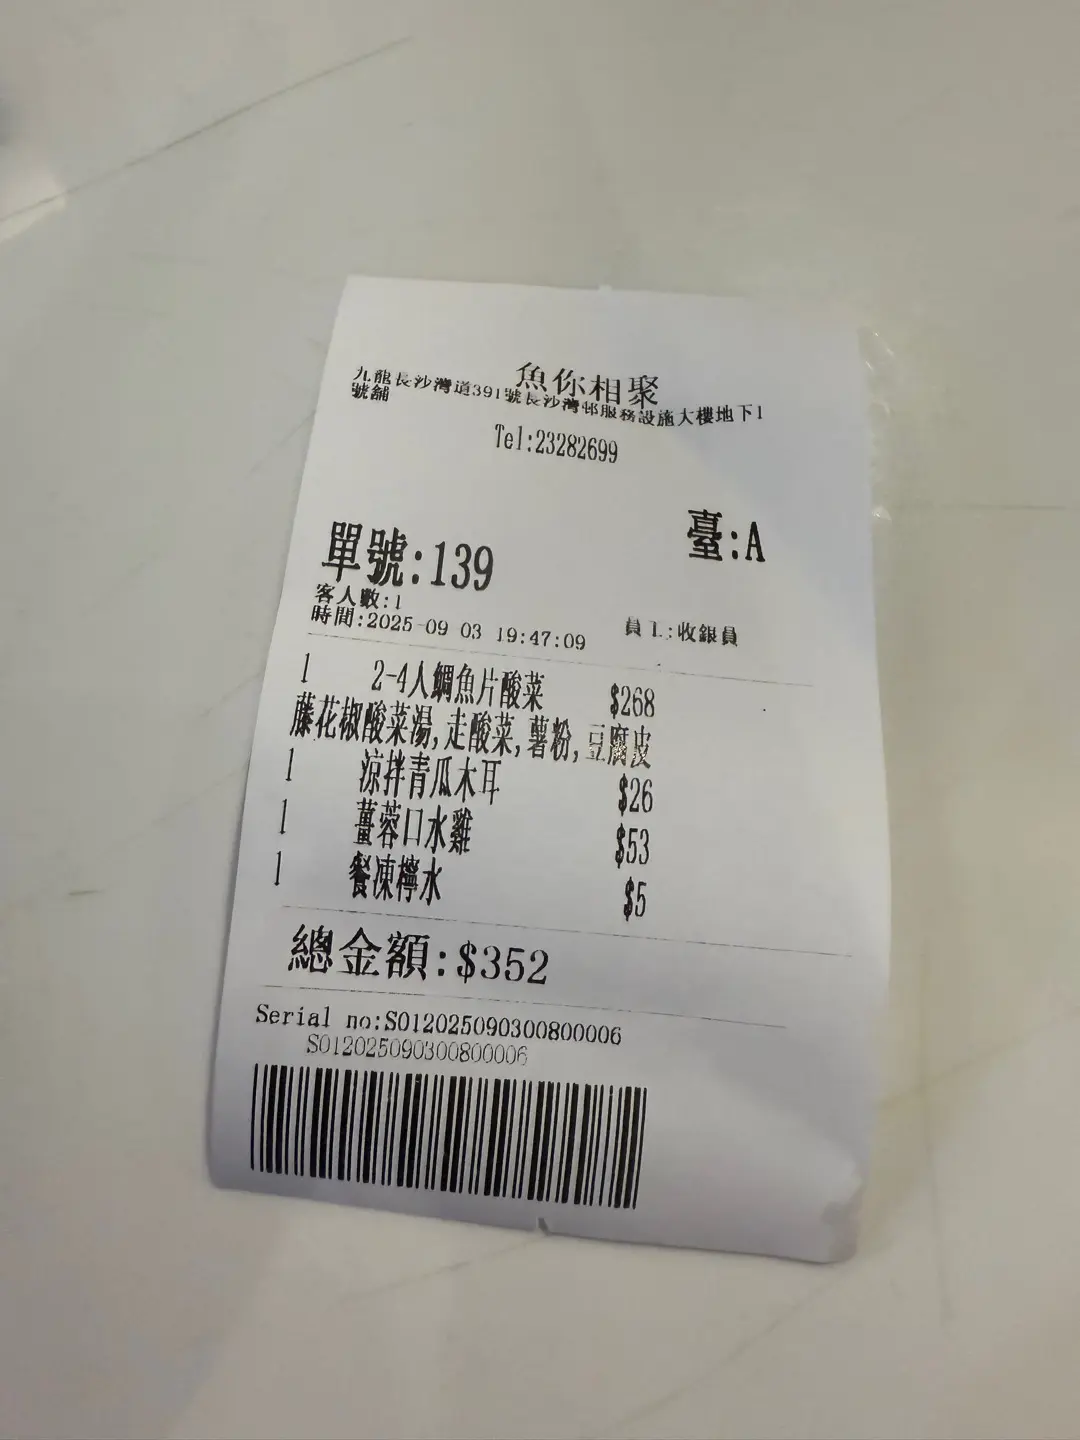 魚你相聚
九龍長沙灣道391號長沙灣邨服務設施大樓地下1
號舖
Tel:23282699
臺:A
單號:139
客人數:1
時間:2025-09-03 19:47:09 員工:收銀員
1 2-4人鯛魚片酸菜 $268
藤花椒酸菜湯,走酸菜,薯粉,豆腐皮
1 涼拌青瓜木耳 $26
1 薑蓉口水雞 $53
1 餐凍檸水 $5
總金額:$352
Serial no:S012025090300800006
S012025090300800006